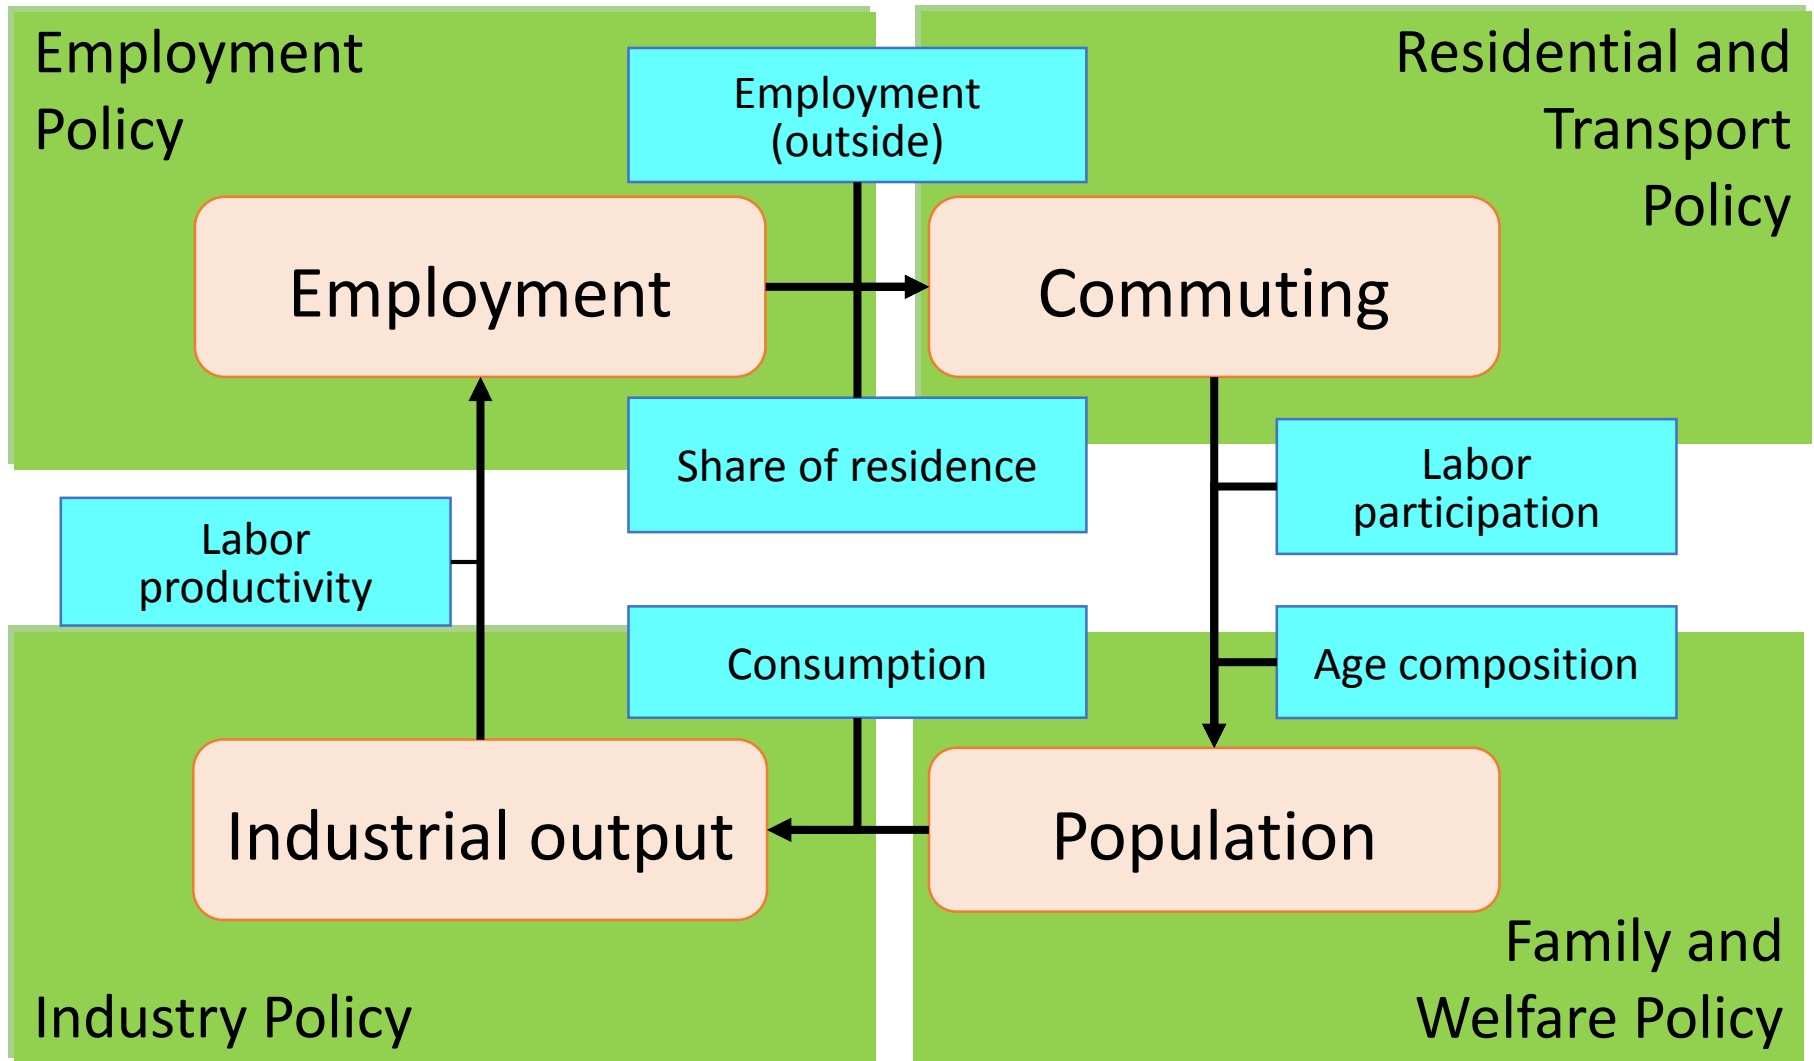 Employment
Policy
Residential and
Transport
Policy
Employment
(outside)
Employment
Commuting
Share of residence
Labor
participation
Labor
productivity
Consumption
Age composition
Industrial output
Population
Industry Policy
Family and
Welfare Policy